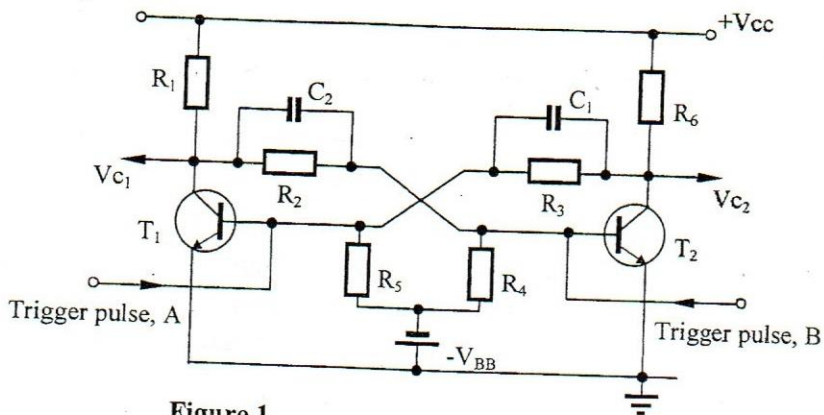 +Vcc
R₁
C₂
C₁
R₆
Vc₁
R₂
R₃
Vc₂
T₁
T₂
R₅
R₄
Trigger pulse, A
Trigger pulse, B
-V_BB
Figure 1